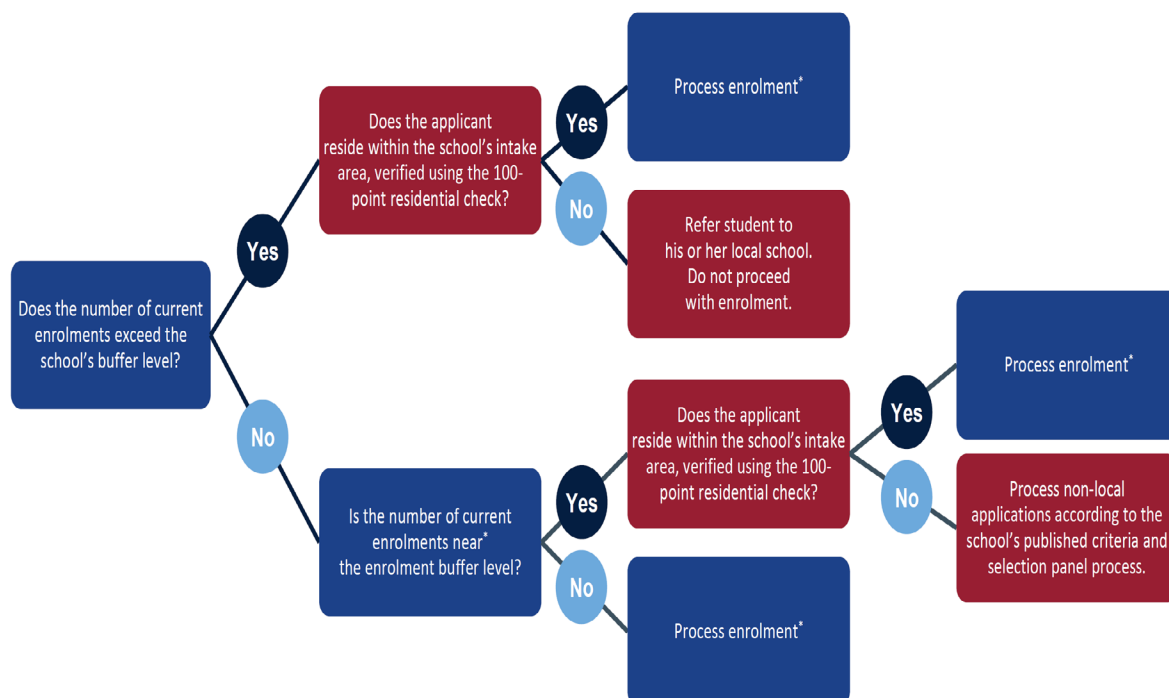 Does the number of current
enrolments exceed the
school's buffer level?
Yes
Does the applicant
reside within the school's intake
area, verified using the 100-
point residential check?
Yes
Process enrolment*
No
Refer student to
his or her local school.
Do not proceed
with enrolment.
No
Is the number of current
enrolments near*
the enrolment buffer level?
Yes
Does the applicant
reside within the school's intake
area, verified using the 100-
point residential check?
Yes
Process enrolment*
No
Process non-local
applications according to the
school's published criteria and
selection panel process.
No
Process enrolment*